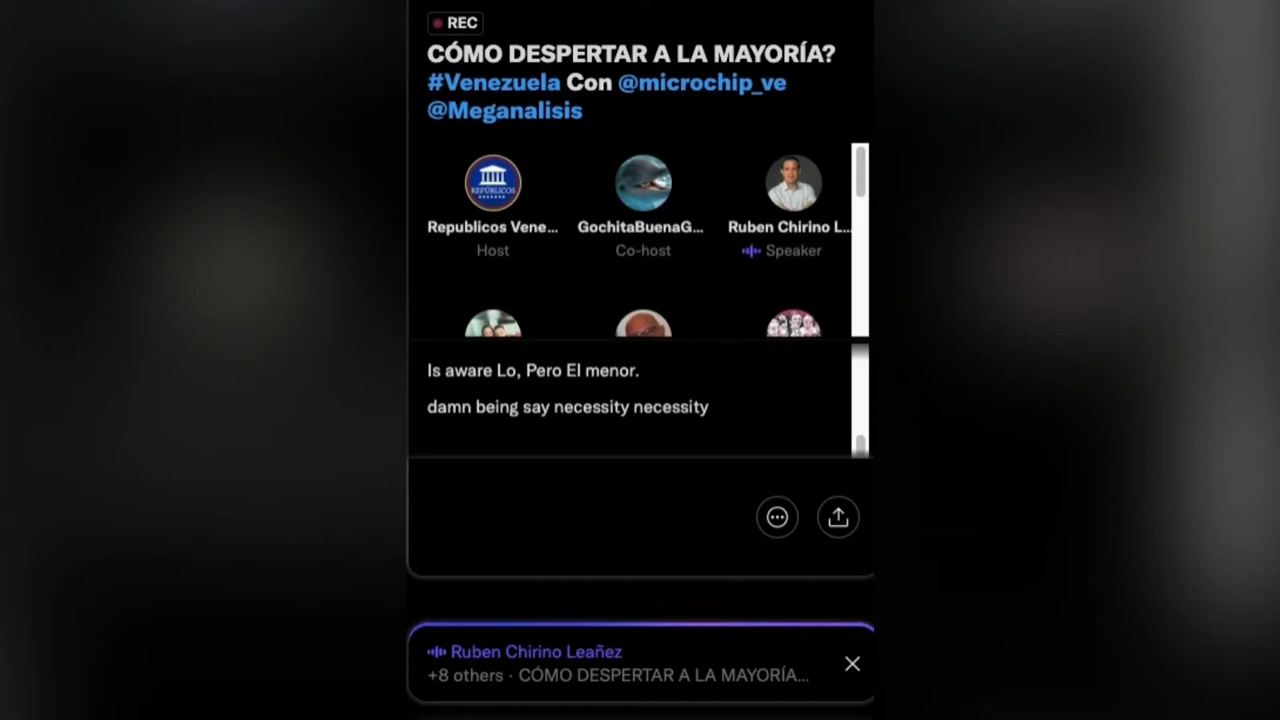 REC
CÓMO DESPERTAR A LA MAYORÍA?
#Venezuela Con @microchip_ve
@Meganalisis
REPÚBLICOS
Republicos Vene... GochitaBuenaG... Ruben Chirino L...
Host Co-host Speaker
Is aware Lo, Pero El menor.
damn being say necessity necessity
Ruben Chirino Leañez
+8 others · CÓMO DESPERTAR A LA MAYORÍA...